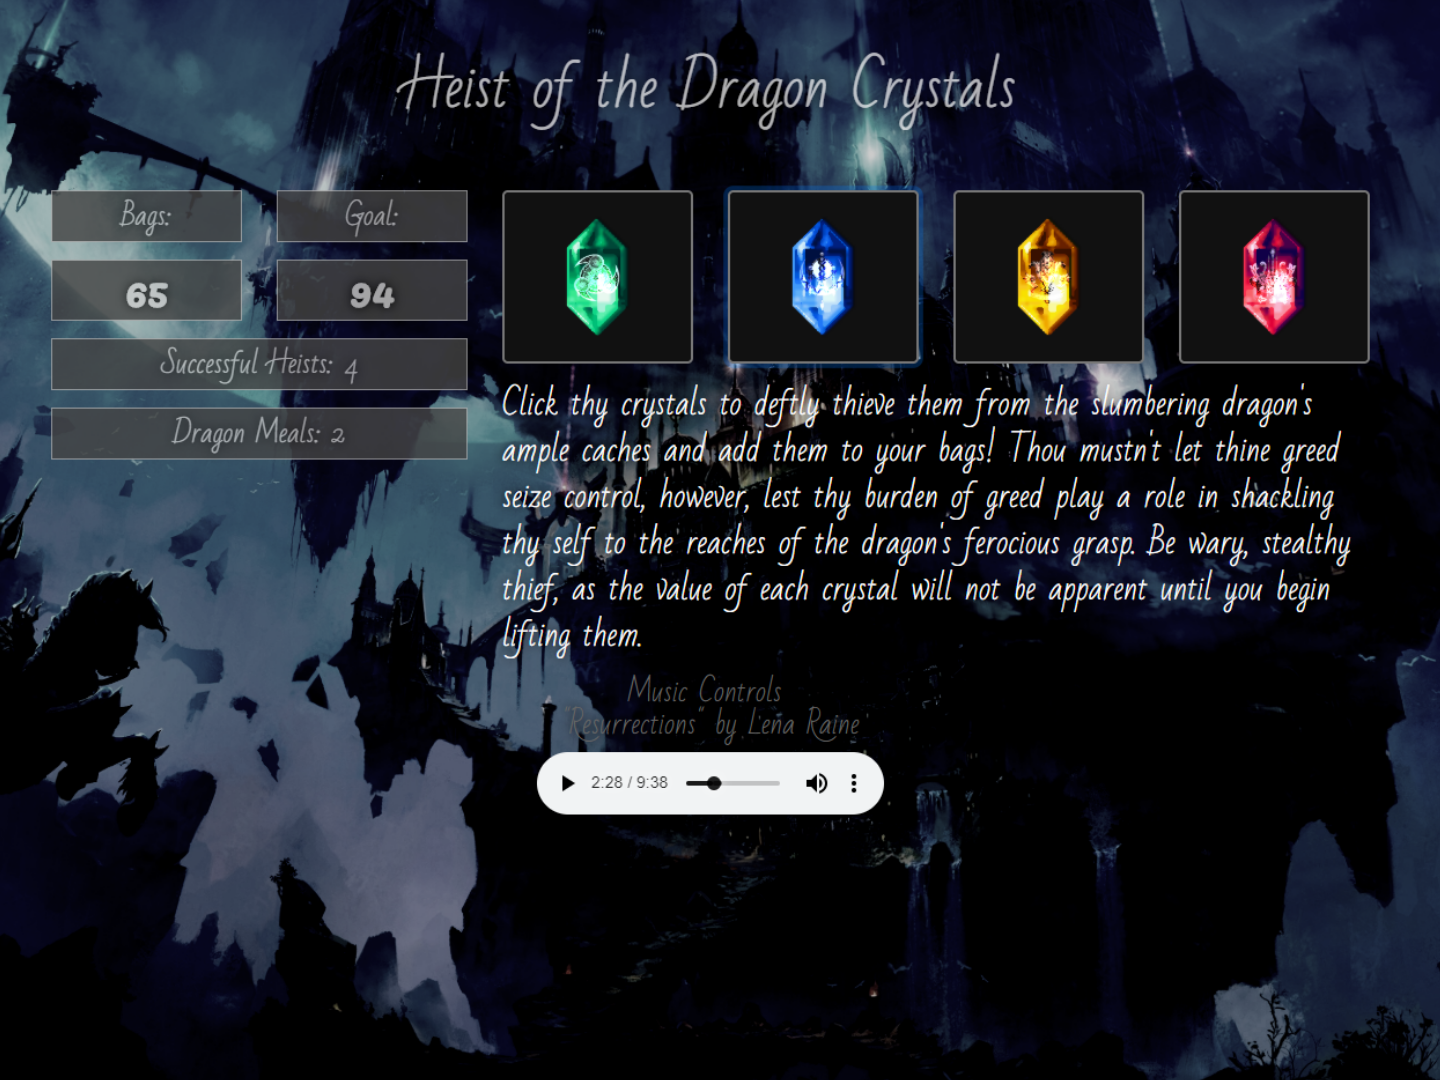 Heist of the Dragon Crystals
Bags:
Goal:
65
94
Successful Heists: 4
Dragon Meals: 2
Click thy crystals to deftly thieve them from the slumbering dragon's
ample caches and add them to your bags! Thou mustn't let thine greed
seize control, however, lest thy burden of greed play a role in shackling
thy self to the reaches of the dragon's ferocious grasp. Be wary, stealthy
thief, as the value of each crystal will not be apparent until you begin
lifting them.
Music Controls
"Resurrections" by Lena Raine
2:28 / 9:38